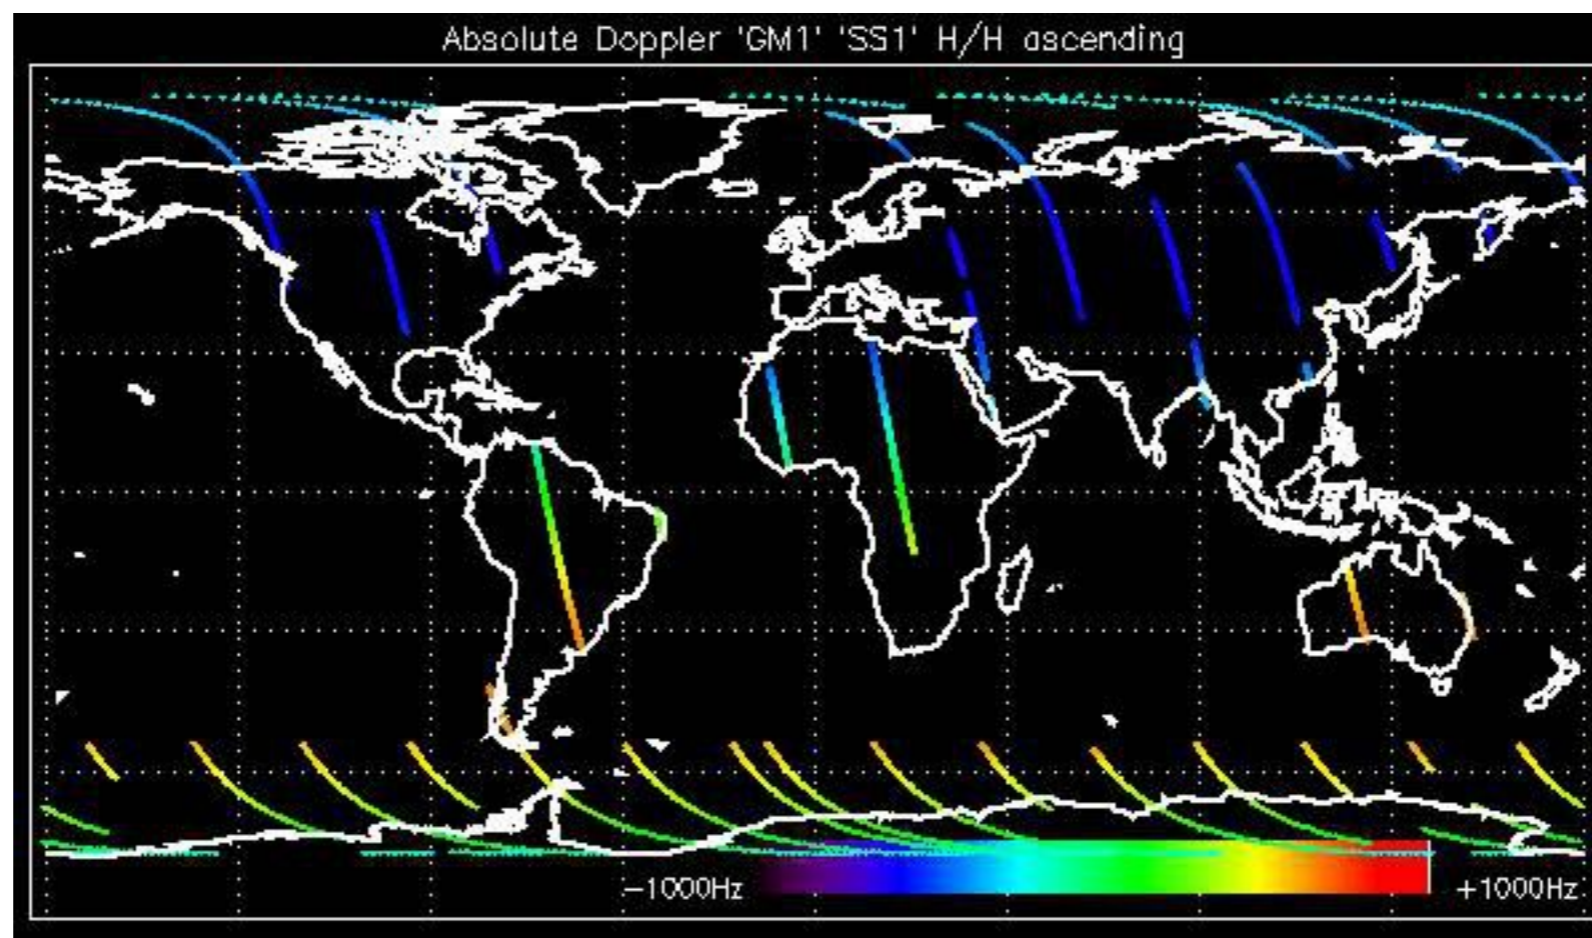 Absolute Doppler 'GM1' 'SS1' H/H ascending
-1000Hz
+1000Hz